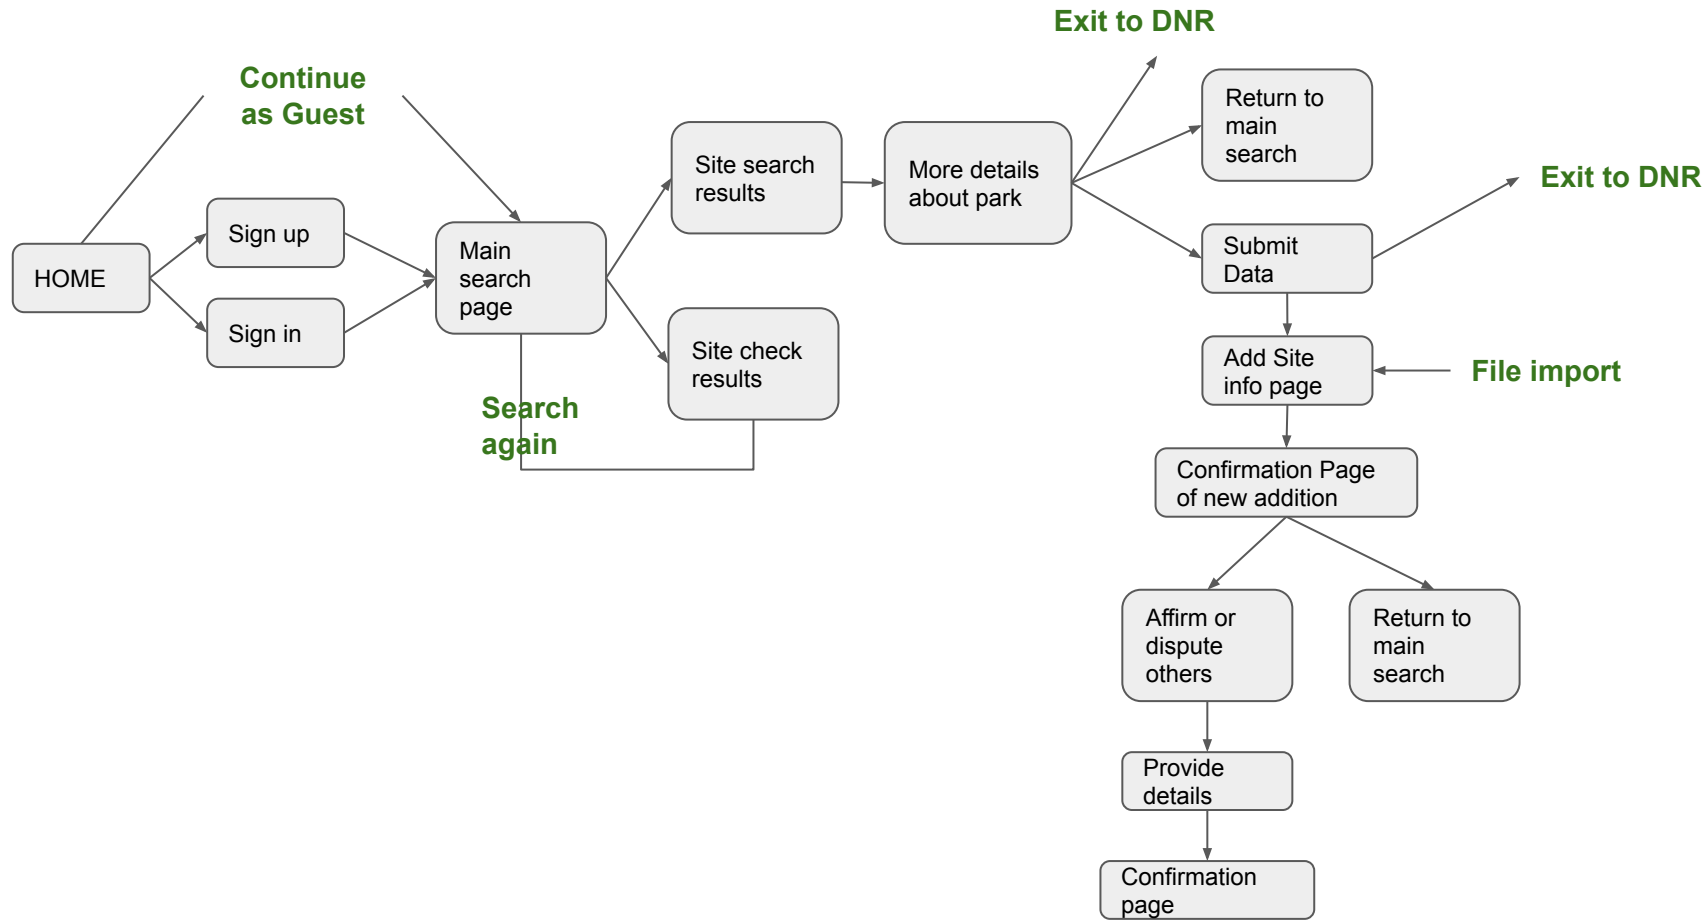 Exit to DNR
Continue
as Guest
Return to
main
search
Site search
results
More details
about park
Exit to DNR
Sign up
HOME
Main
search
page
Submit
Data
Sign in
Site check
results
Add Site
info page
File import
Search
again
Confirmation Page
of new addition
Affirm or
dispute
others
Return to
main
search
Provide
details
Confirmation
page